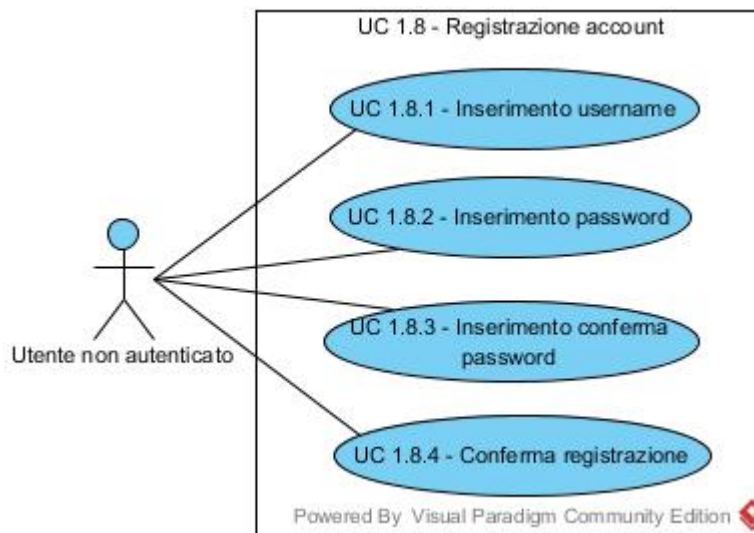 UC 1.8 - Registrazione account
UC 1.8.1 - Inserimento username
UC 1.8.2 - Inserimento password
UC 1.8.3 - Inserimento conferma
password
Utente non autenticato
UC 1.8.4 - Conferma registrazione
Powered By Visual Paradigm Community Edition